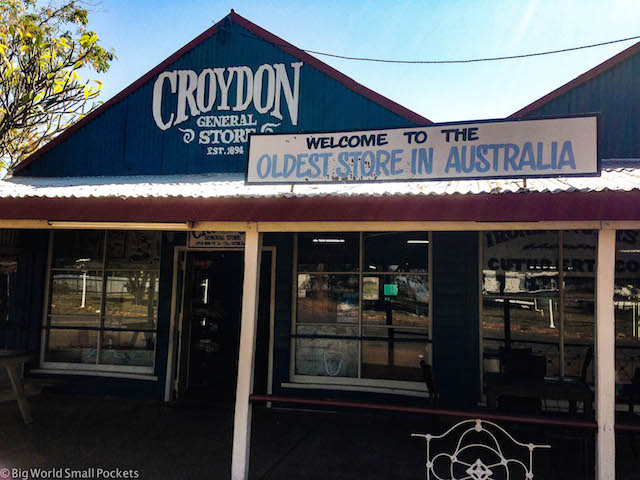 CROYDON
GENERAL
STORE
EST. 1894
WELCOME TO THE
OLDEST STORE IN AUSTRALIA
© Big World Small Pockets